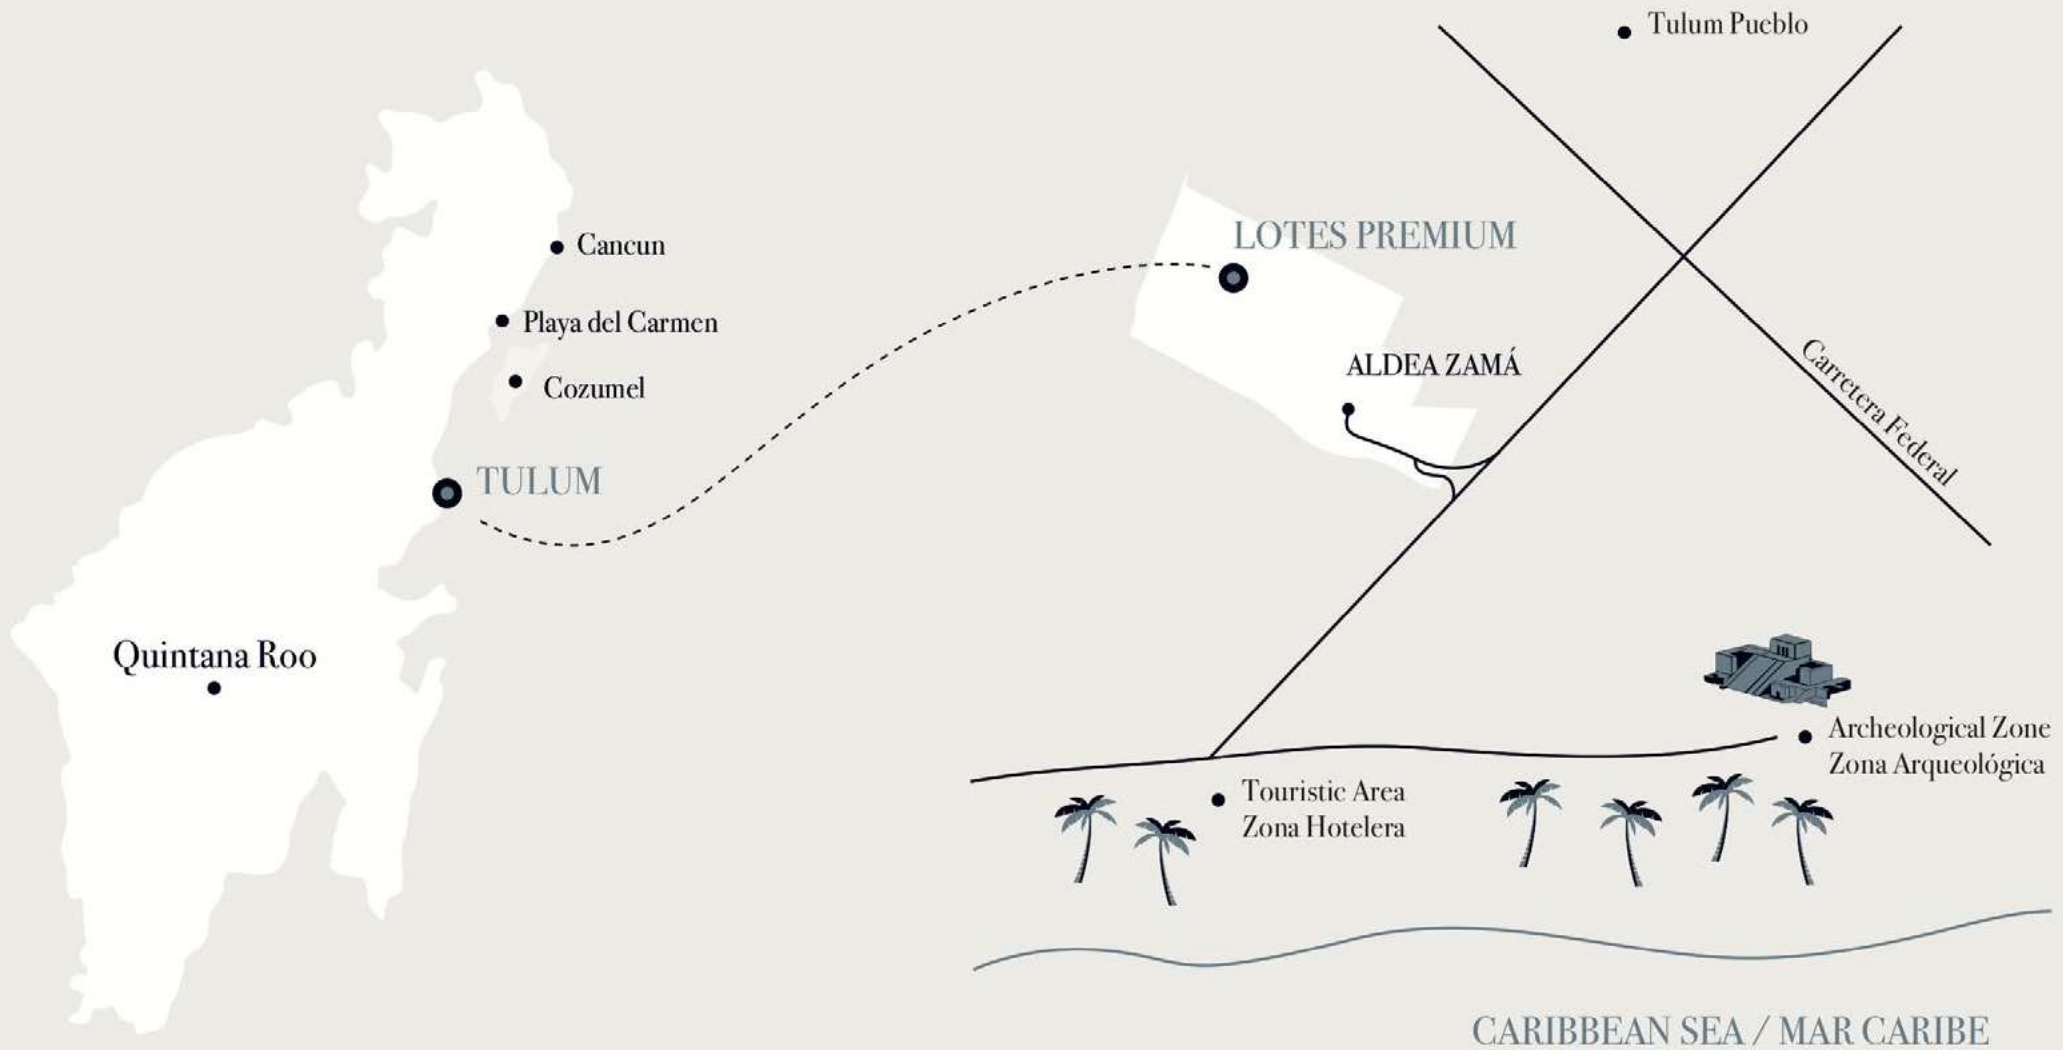 Tulum Pueblo
LOTES PREMIUM
Cancun
Playa del Carmen
ALDEA ZAMÁ
Carretera Federal
Cozumel
TULUM
Quintana Roo
Archeological Zone
Zona Arqueológica
Touristic Area
Zona Hotelera
CARIBBEAN SEA / MAR CARIBE